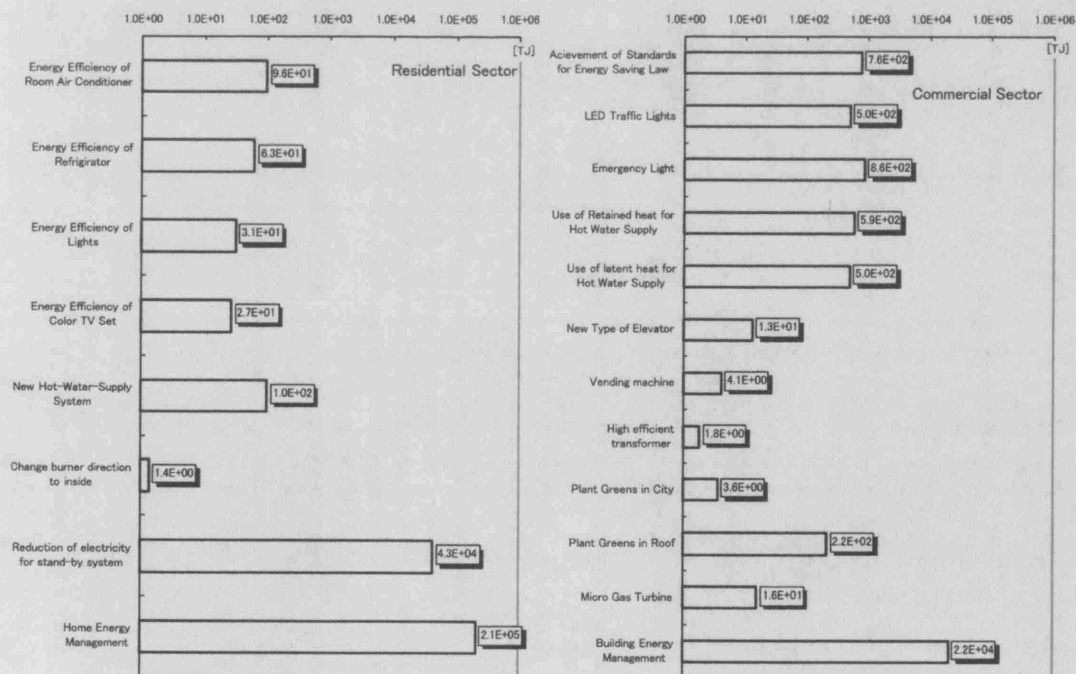 1.0E+00 1.0E+01 1.0E+02 1.0E+03 1.0E+04 1.0E+05 1.0E+06
[TJ]
Residential Sector
Energy Efficiency of
Room Air Conditioner
9.6E+01
Energy Efficiency of
Refrigirator
6.3E+01
Energy Efficiency of
Lights
3.1E+01
Energy Efficiency of
Color TV Set
2.7E+01
New Hot-Water-Supply
System
1.0E+02
Change burner direction
to inside
1.4E+00
Reduction of electricity
for stand-by system
4.3E+04
Home Energy
Management
2.1E+05
1.0E+00 1.0E+01 1.0E+02 1.0E+03 1.0E+04 1.0E+05 1.0E+06
[TJ]
Commercial Sector
Acievement of Standards
for Energy Saving Law
7.6E+02
LED Traffic Lights
5.0E+02
Emergency Light
8.6E+02
Use of Retained heat for
Hot Water Supply
5.9E+02
Use of latent heat for
Hot Water Supply
5.0E+02
New Type of Elevator
1.3E+01
Vending machine
4.1E+00
High efficient
transformer
1.8E+00
Plant Greens in City
3.6E+00
Plant Greens in Roof
2.2E+02
Micro Gas Turbine
1.6E+01
Building Energy
Management
2.2E+04